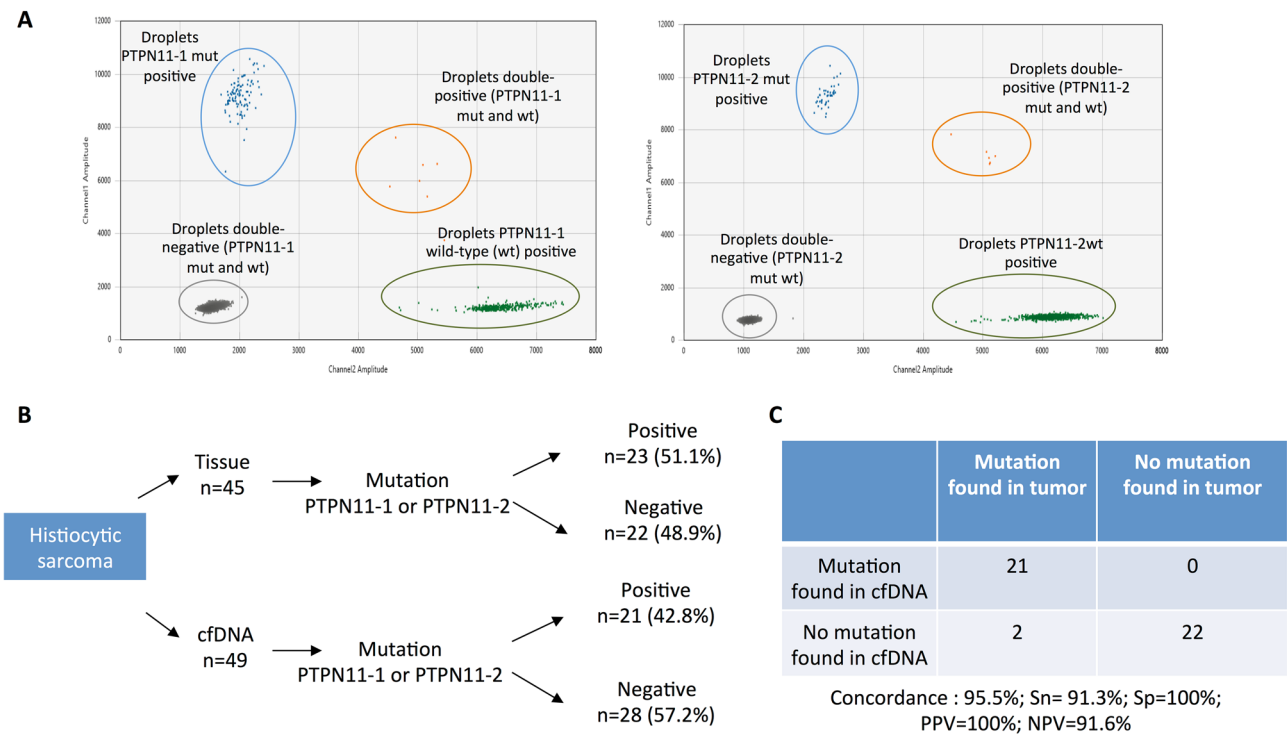 A
Droplets
PTPN11-1 mut
positive
Droplets double-
positive (PTPN11-1
mut and wt)
Droplets double-
negative (PTPN11-1
mut and wt)
Droplets PTPN11-1
wild-type (wt) positive
Channel1 Amplitude
12000
10000
8000
6000
4000
2000
0
0 1000 2000 3000 4000 5000 6000 7000 8000
Channel2 Amplitude
Droplets
PTPN11-2 mut
positive
Droplets double-
positive (PTPN11-2
mut and wt)
Droplets double-
negative (PTPN11-2
mut wt)
Droplets PTPN11-2wt
positive
Channel1 Amplitude
12000
10000
8000
6000
4000
2000
0
0 1000 2000 3000 4000 5000 6000 7000 8000
Channel2 Amplitude
B
Histiocytic
sarcoma
Tissue
n=45
Mutation
PTPN11-1 or PTPN11-2
Positive
n=23 (51.1%)
Negative
n=22 (48.9%)
cfDNA
n=49
Mutation
PTPN11-1 or PTPN11-2
Positive
n=21 (42.8%)
Negative
n=28 (57.2%)
C
Mutation
found in tumor
No mutation
found in tumor
Mutation
found in cfDNA
21
0
No mutation
found in cfDNA
2
22
Concordance : 95.5%; Sn= 91.3%; Sp=100%;
PPV=100%; NPV=91.6%